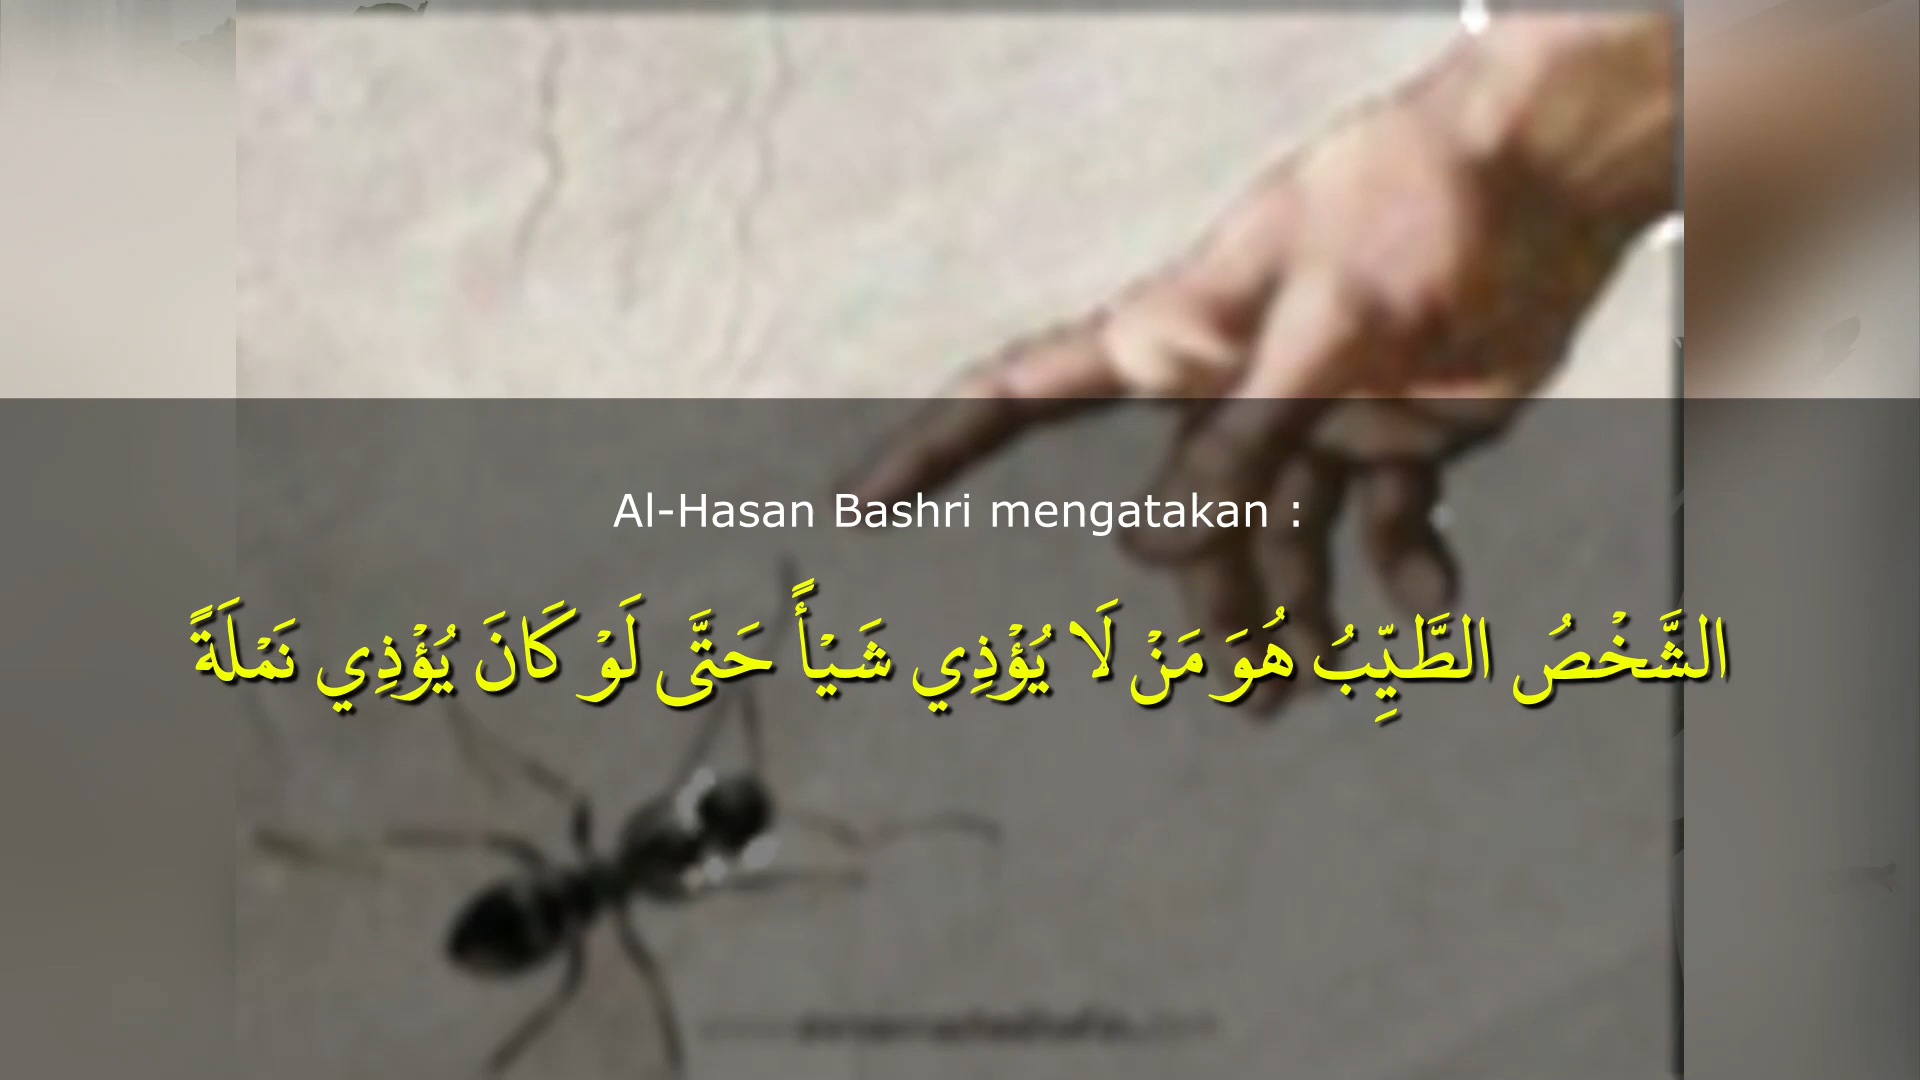 Al-Hasan Bashri mengatakan :
الشَّخْصُ الطَّيِّبُ هُوَ مَنْ لَا يُؤْذِي شَيْأً حَتَّى لَوْ كَانَ يُؤْذِي نَمْلَةً